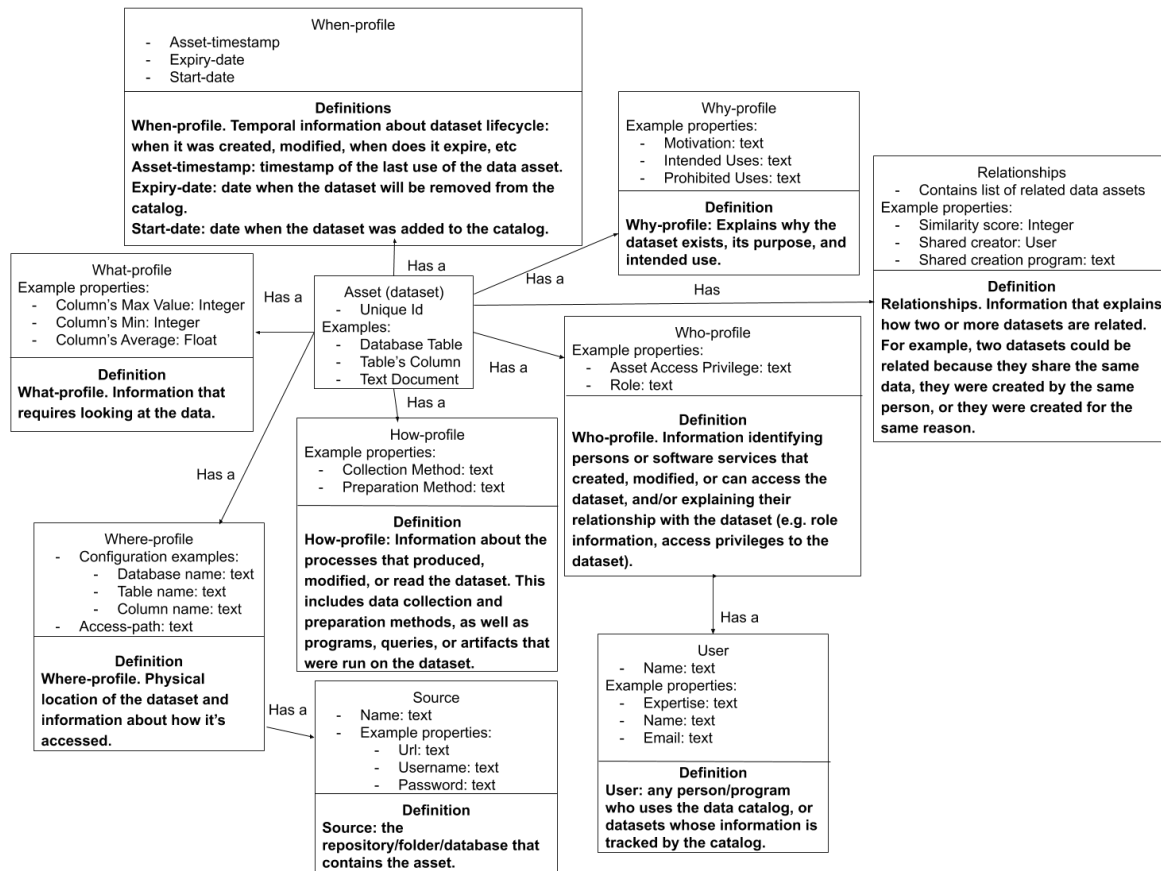 When-profile
- Asset-timestamp
- Expiry-date
- Start-date
Definitions
When-profile. Temporal information about dataset lifecycle:
when it was created, modified, when does it expire, etc
Asset-timestamp: timestamp of the last use of the data asset.
Expiry-date: date when the dataset will be removed from the
catalog.
Start-date: date when the dataset was added to the catalog.
Why-profile
Example properties:
- Motivation: text
- Intended Uses: text
- Prohibited Uses: text
Definition
Why-profile: Explains why the
dataset exists, its purpose, and
intended use.
Relationships
- Contains list of related data assets
Example properties:
- Similarity score: Integer
- Shared creator: User
- Shared creation program: text
Definition
Relationships. Information that explains
how two or more datasets are related.
For example, two datasets could be
related because they share the same
data, they were created by the same
person, or they were created for the
same reason.
Has a
Has a
Has
Has a
Has a
Has a
Has a
What-profile
Example properties:
- Column's Max Value: Integer
- Column's Min: Integer
- Column's Average: Float
Definition
What-profile. Information that
requires looking at the data.
Asset (dataset)
- Unique Id
Examples:
- Database Table
- Table's Column
- Text Document
Who-profile
Example properties:
- Asset Access Privilege: text
- Role: text
Definition
Who-profile. Information identifying
persons or software services that
created, modified, or can access the
dataset, and/or explaining their
relationship with the dataset (e.g. role
information, access privileges to the
dataset).
How-profile
Example properties:
- Collection Method: text
- Preparation Method: text
Definition
How-profile: Information about the
processes that produced,
modified, or read the dataset. This
includes data collection and
preparation methods, as well as
programs, queries, or artifacts that
were run on the dataset.
Where-profile
- Configuration examples:
- Database name: text
- Table name: text
- Column name: text
- Access-path: text
Definition
Where-profile. Physical
location of the dataset and
information about how it's
accessed.
Has a
Source
- Name: text
- Example properties:
- Url: text
- Username: text
- Password: text
Definition
Source: the
repository/folder/database that
contains the asset.
Has a
User
- Name: text
Example properties:
- Expertise: text
- Name: text
- Email: text
Definition
User: any person/program
who uses the data catalog, or
datasets whose information is
tracked by the catalog.